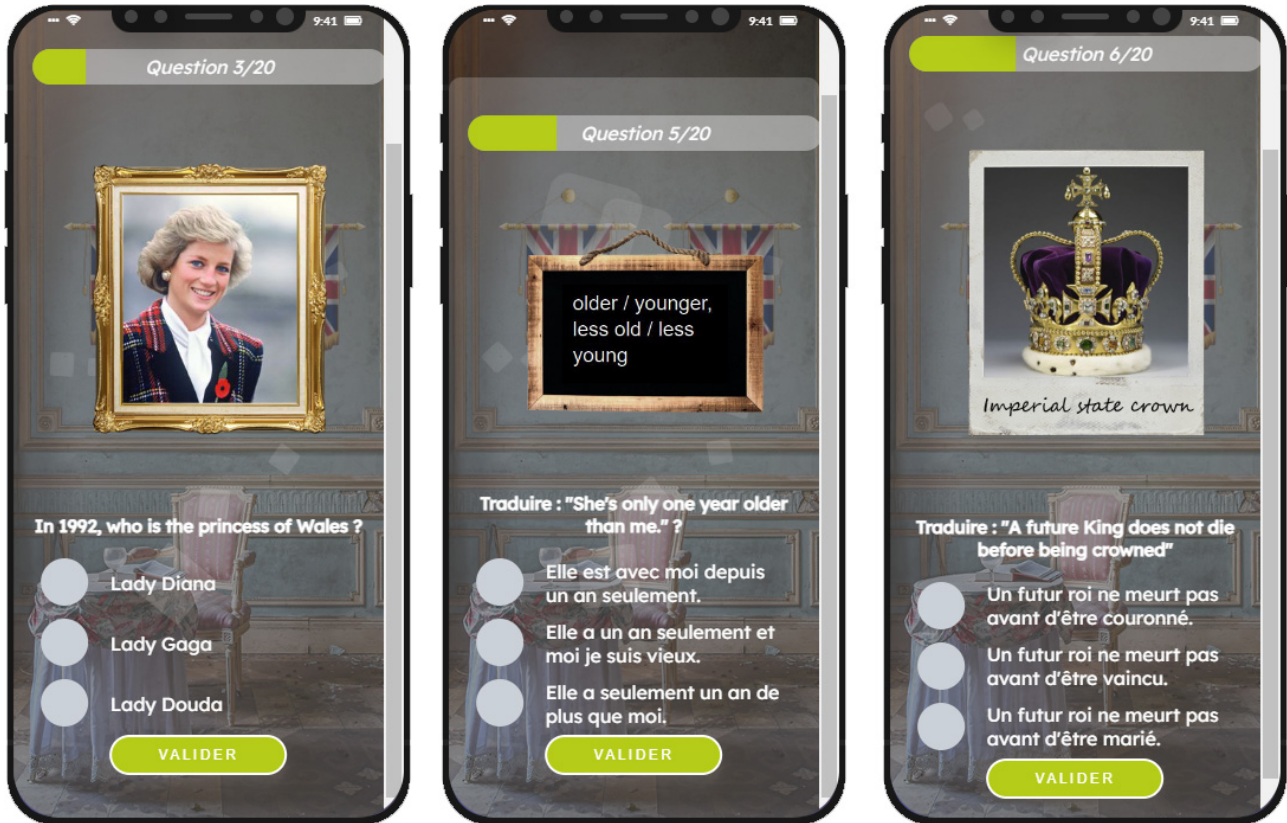 9:41
Question 3/20
In 1992, who is the princess of Wales ?
Lady Diana
Lady Gaga
Lady Douda
VALIDER
9:41
Question 5/20
older / younger,
less old / less
young
Traduire : "She's only one year older
than me." ?
Elle est avec moi depuis
un an seulement.
Elle a un an seulement et
moi je suis vieux.
Elle a seulement un an de
plus que moi.
VALIDER
9:41
Question 6/20
Imperial state crown
Traduire : "A future King does not die
before being crowned"
Un futur roi ne meurt pas
avant d'être couronné.
Un futur roi ne meurt pas
avant d'être vaincu.
Un futur roi ne meurt pas
avant d'être marié.
VALIDER